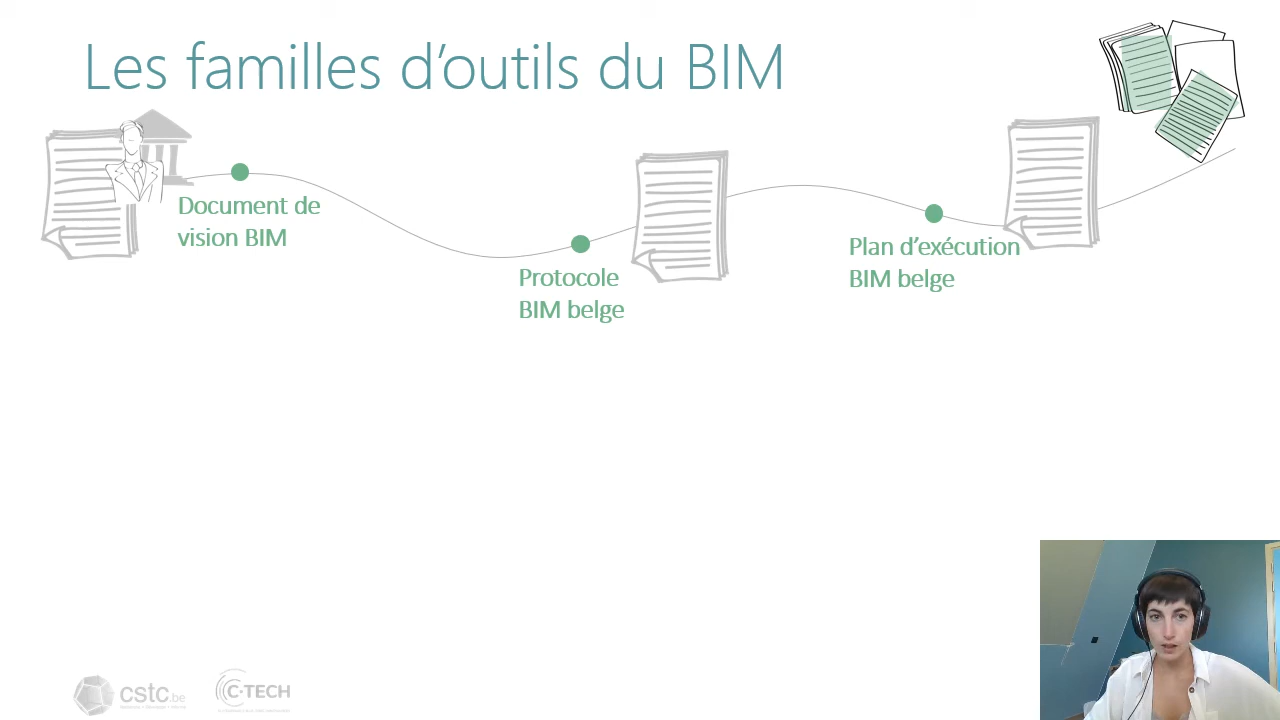 Les familles d'outils du BIM
Document de
vision BIM
Protocole
BIM belge
Plan d'exécution
BIM belge
cstc.be
C-TECH